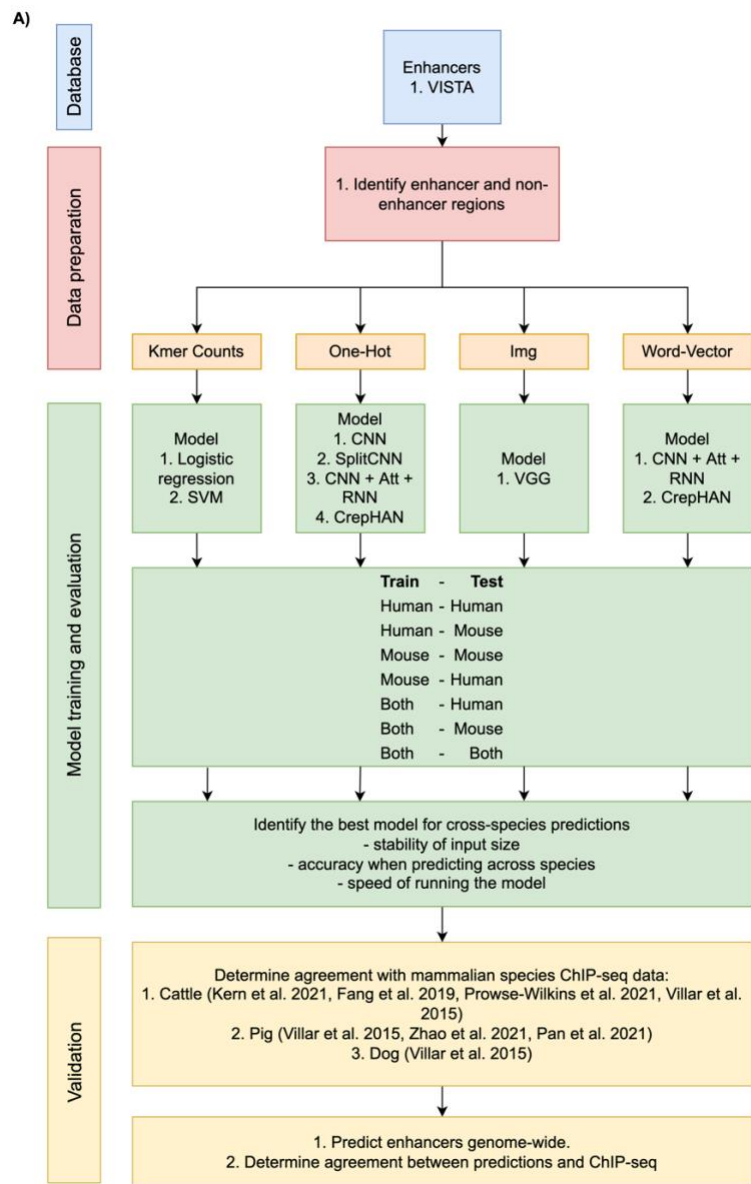 A)
Database
Enhancers
1. VISTA
Data preparation
1. Identify enhancer and non-
enhancer regions
Kmer Counts
One-Hot
Img
Word-Vector
Model training and evaluation
Model
1. Logistic
regression
2. SVM
Model
1. CNN
2. SplitCNN
3. CNN + Att +
RNN
4. CrepHAN
Model
1. VGG
Model
1. CNN + Att +
RNN
2. CrepHAN
Train - Test
Human - Human
Human - Mouse
Mouse - Mouse
Mouse - Human
Both - Human
Both - Mouse
Both - Both
Identify the best model for cross-species predictions
- stability of input size
- accuracy when predicting across species
- speed of running the model
Validation
Determine agreement with mammalian species ChIP-seq data:
1. Cattle (Kern et al. 2021, Fang et al. 2019, Prowse-Wilkins et al. 2021, Villar et al.
2015)
2. Pig (Villar et al. 2015, Zhao et al. 2021, Pan et al. 2021)
3. Dog (Villar et al. 2015)
1. Predict enhancers genome-wide.
2. Determine agreement between predictions and ChIP-seq